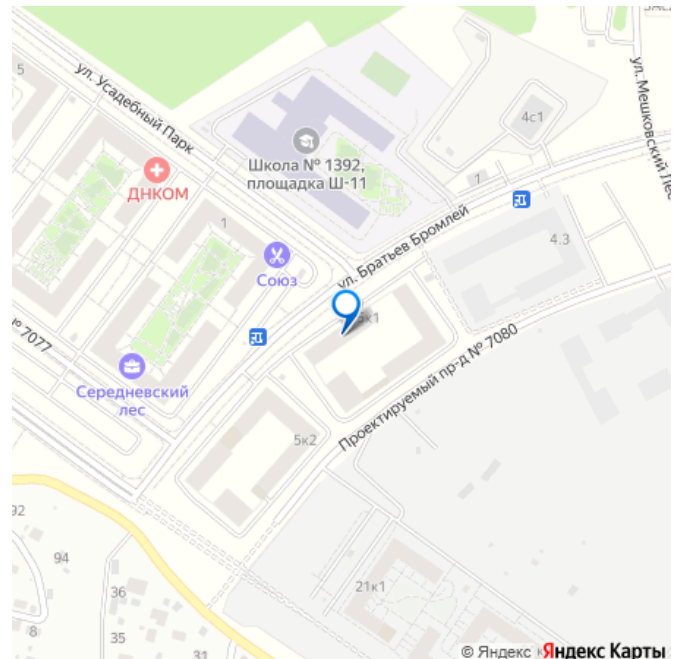 5
ул. Усадебный Парк
ДНКОМ
Школа № 1392,
площадка Ш-11
4с1
ул. Мешковский Лес
1
1
Союз
ул. Братьев Бромлей
4.3
№ 7077
Середневский
лес
5к2
Проектируемый пр-д № 7080
92
94
36
8
35
31
21к1
© Яндекс
Яндекс Карты